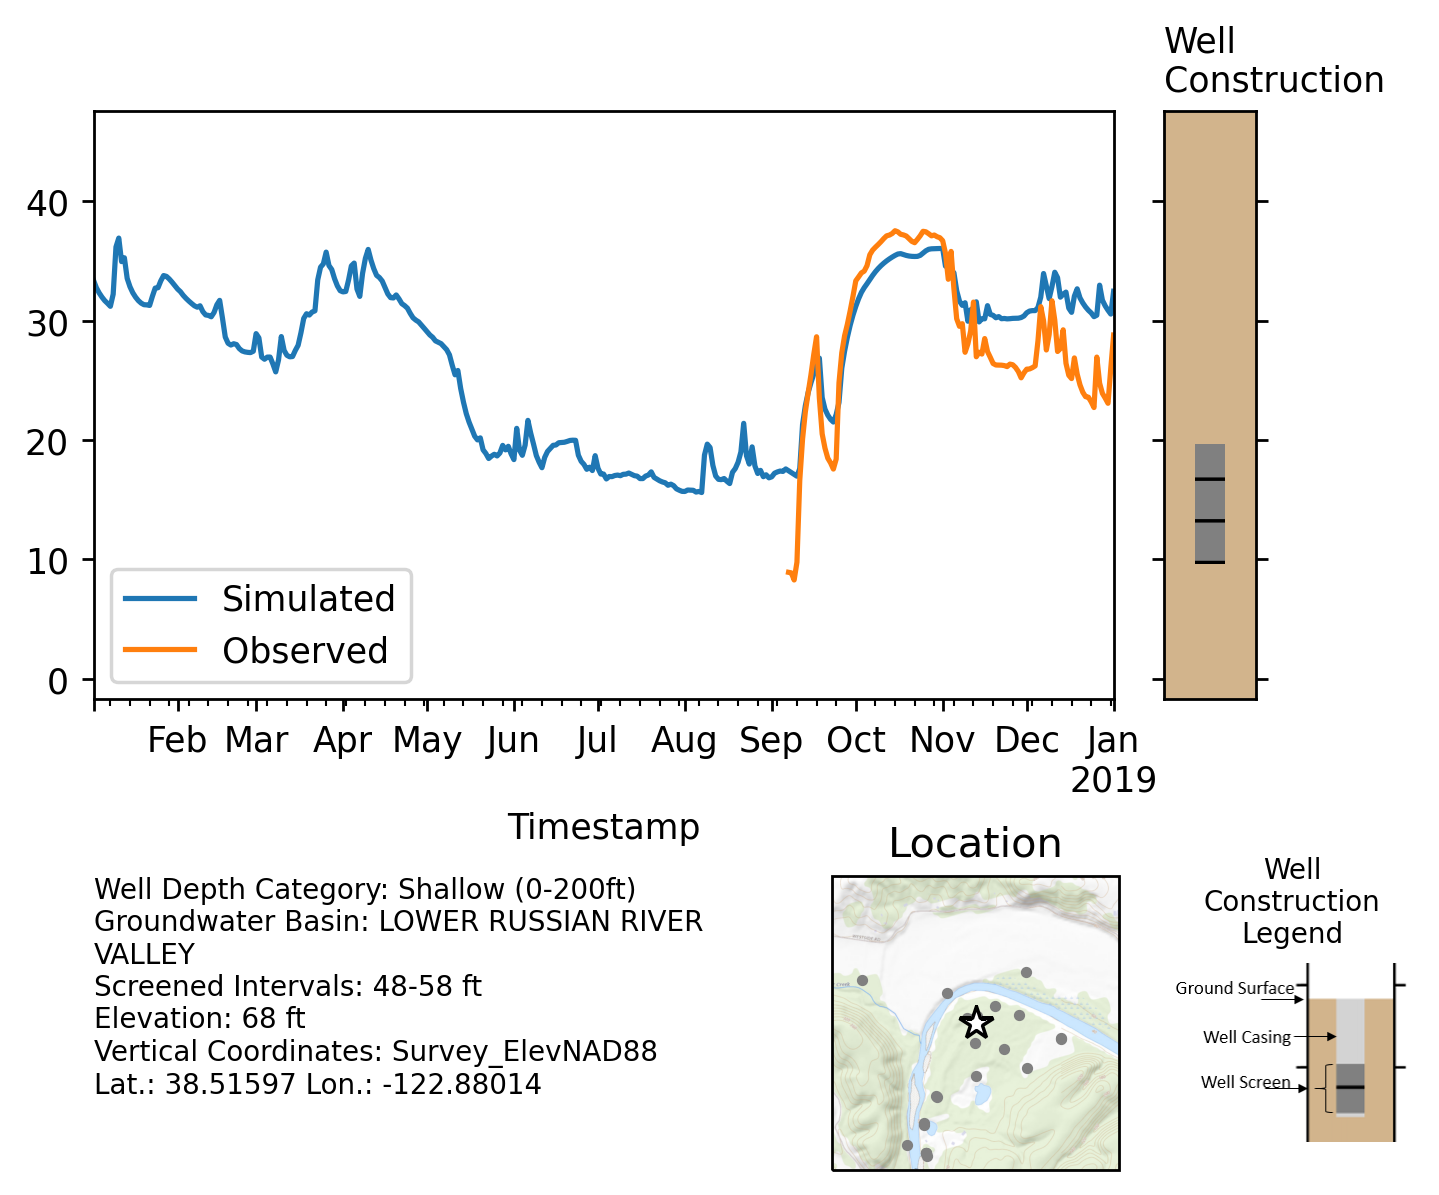 Well
Construction
40
30
20
10
0
Simulated
Observed
Feb Mar Apr May Jun Jul Aug Sep Oct Nov Dec Jan
2019
Timestamp
Well Depth Category: Shallow (0-200ft)
Groundwater Basin: LOWER RUSSIAN RIVER
VALLEY
Screened Intervals: 48-58 ft
Elevation: 68 ft
Vertical Coordinates: Survey_ElevNAD88
Lat.: 38.51597 Lon.: -122.88014
Location
Well
Construction
Legend
Ground Surface
Well Casing
Well Screen